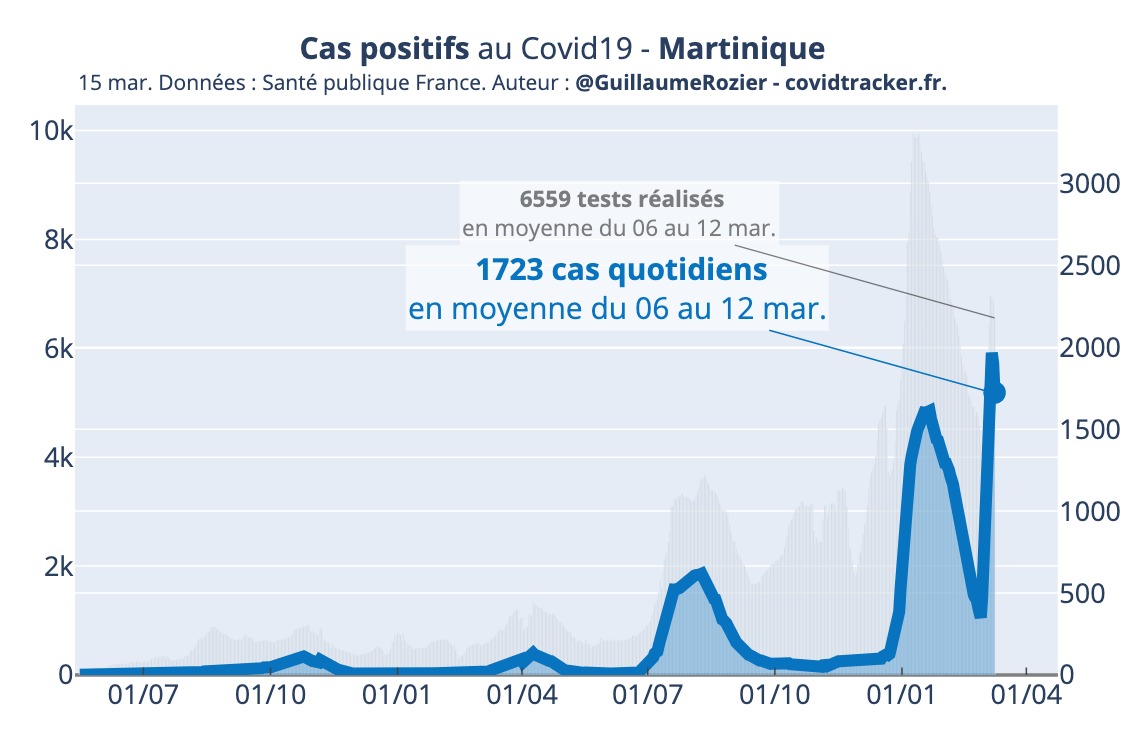 Cas positifs au Covid19 - Martinique
15 mar. Données : Santé publique France. Auteur : @GuillaumeRozier - covidtracker.fr.
10k
8k
6k
4k
2k
0
6559 tests réalisés
en moyenne du 06 au 12 mar.
1723 cas quotidiens
en moyenne du 06 au 12 mar.
3000
2500
2000
1500
1000
500
0
01/07 01/10 01/01 01/04 01/07 01/10 01/01 01/04